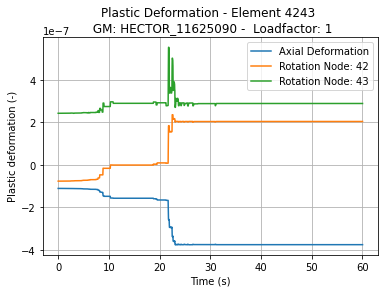 Plastic Deformation - Element 4243
GM: HECTOR_11625090 - Loadfactor: 1
1e−7
Axial Deformation
Rotation Node: 42
Rotation Node: 43
4
2
0
−2
−4
Plastic deformation (-)
0 10 20 30 40 50 60
Time (s)